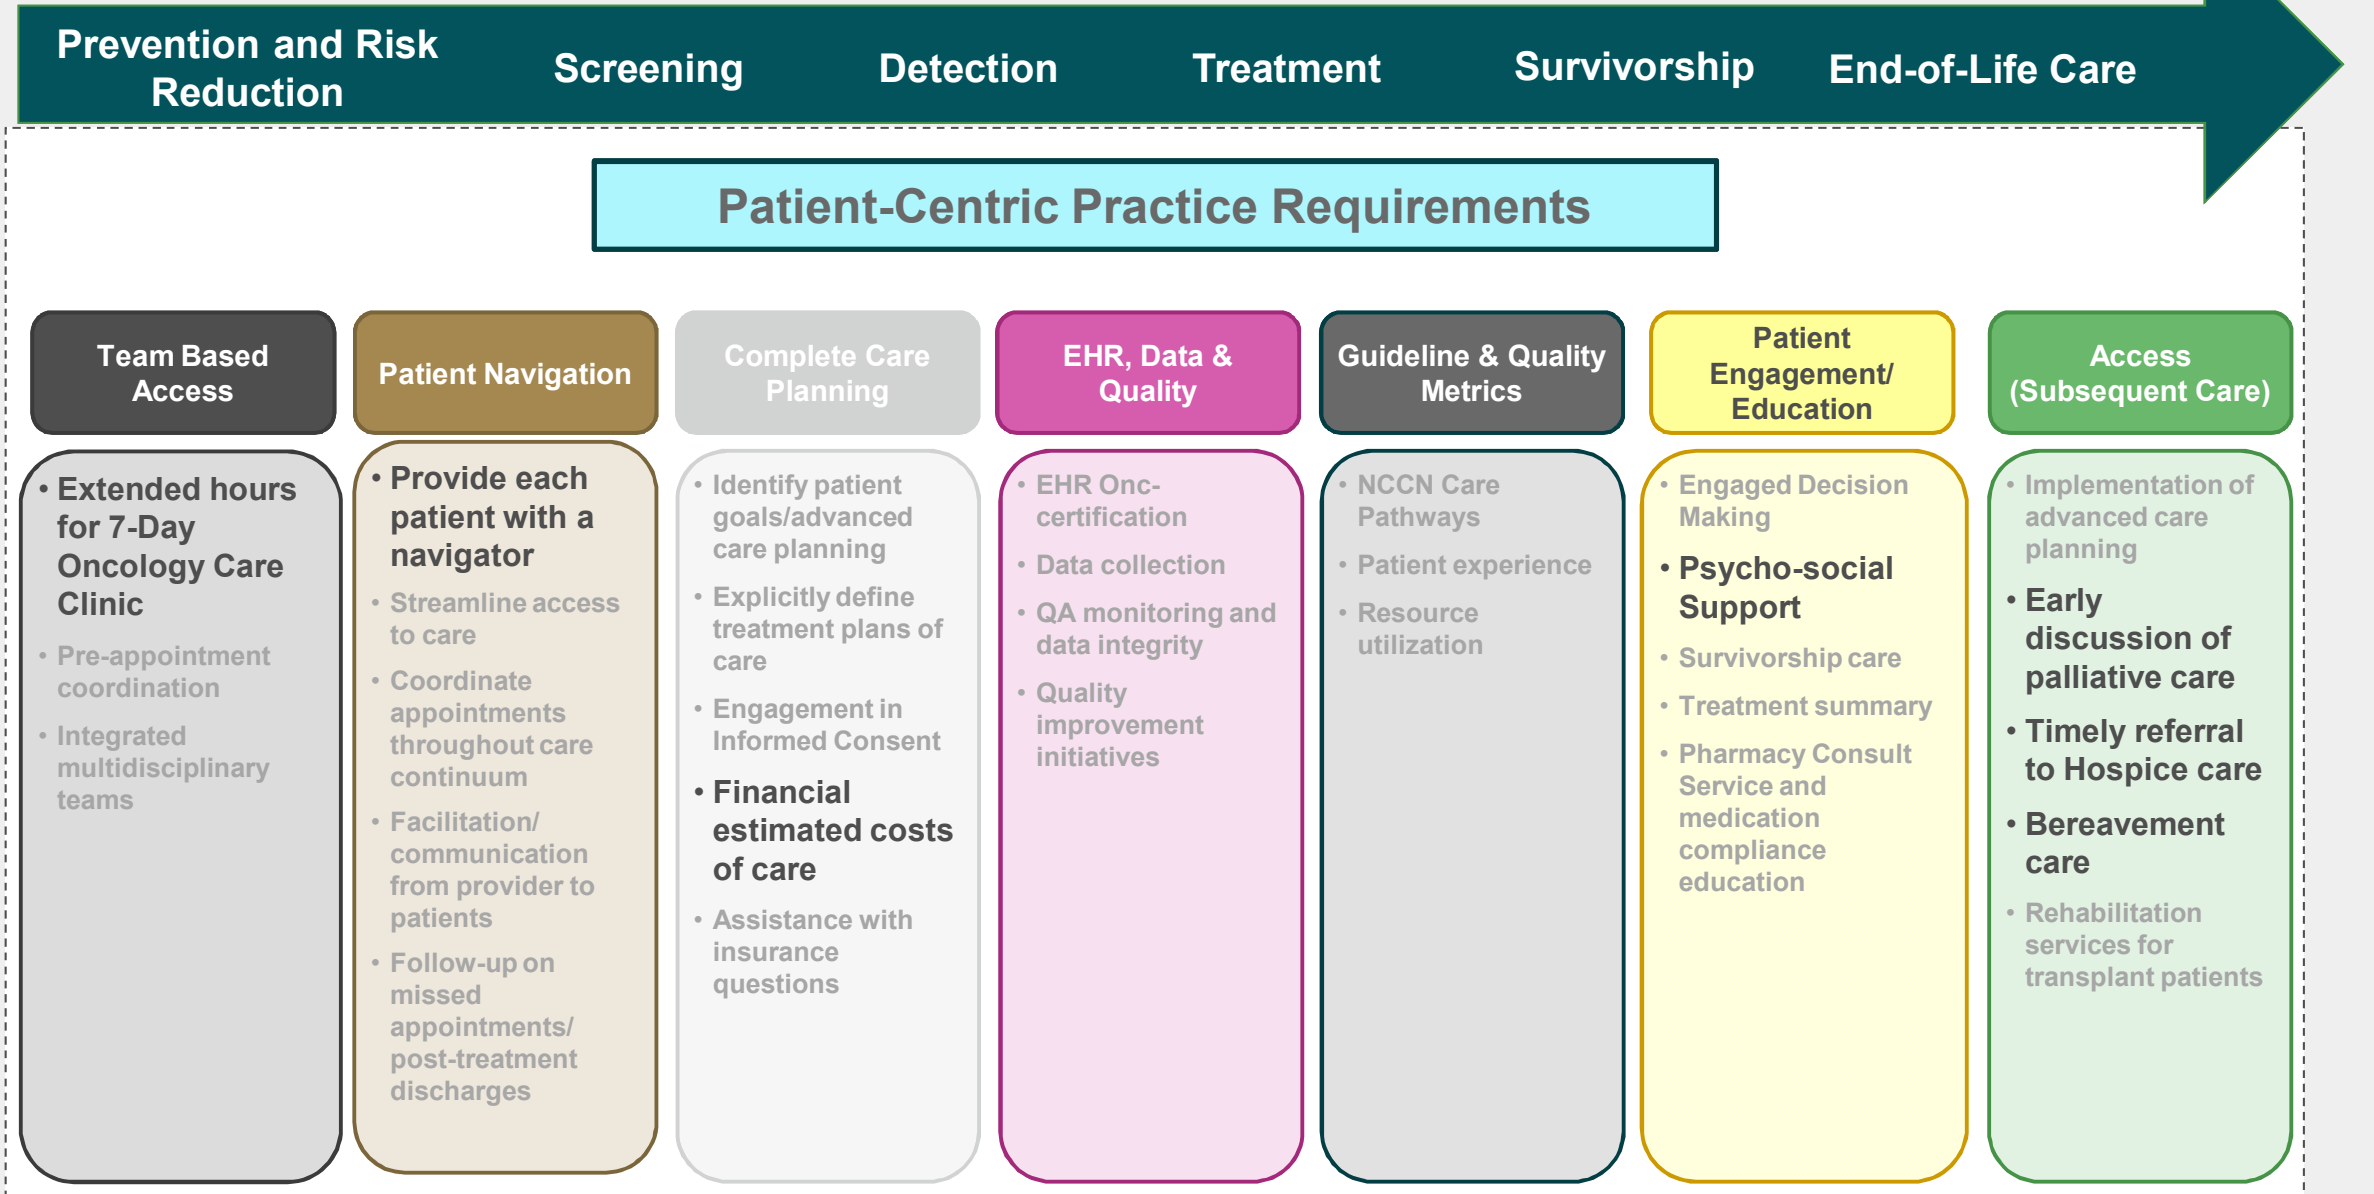 Prevention and Risk
Reduction
Screening
Detection
Treatment
Survivorship
End-of-Life Care
Patient-Centric Practice Requirements
Team Based
Access
• Extended hours
for 7-Day
Oncology Care
Clinic
• Pre-appointment
coordination
• Integrated
multidisciplinary
teams
Patient Navigation
• Provide each
patient with a
navigator
• Streamline access
to care
• Coordinate
appointments
throughout care
continuum
• Facilitation/
communication
from provider to
patients
• Follow-up on
missed
appointments/
post-treatment
discharges
Complete Care
Planning
• Identify patient
goals/advanced
care planning
• Explicitly define
treatment plans of
care
• Engagement in
Informed Consent
• Financial
estimated costs
of care
• Assistance with
insurance
questions
EHR, Data &
Quality
• EHR Onc-
certification
• Data collection
• QA monitoring and
data integrity
• Quality
improvement
initiatives
Guideline & Quality
Metrics
• NCCN Care
Pathways
• Patient experience
• Resource
utilization
Patient
Engagement/
Education
• Engaged Decision
Making
• Psycho-social
Support
• Survivorship care
• Treatment summary
• Pharmacy Consult
Service and
medication
compliance
education
Access
(Subsequent Care)
• Implementation of
advanced care
planning
• Early
discussion of
palliative care
• Timely referral
to Hospice care
• Bereavement
care
• Rehabilitation
services for
transplant patients